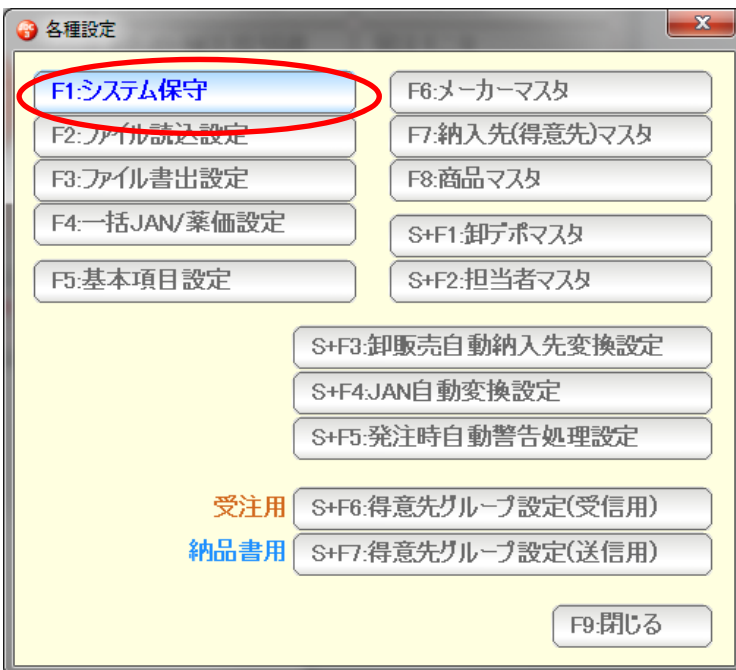 各種設定
F1:システム保守
F2:ファイル読込設定
F3:ファイル書出設定
F4:一括JAN/薬価設定
F5:基本項目設定
F6:メーカーマスタ
F7:納入先(得意先)マスタ
F8:商品マスタ
S+F1:卸デポマスタ
S+F2:担当者マスタ
S+F3:卸販売自動納入先変換設定
S+F4:JAN自動変換設定
S+F5:発注時自動警告処理設定
受注用 S+F6:得意先グループ設定(受信用)
納品書用 S+F7:得意先グループ設定(送信用)
F9:閉じる